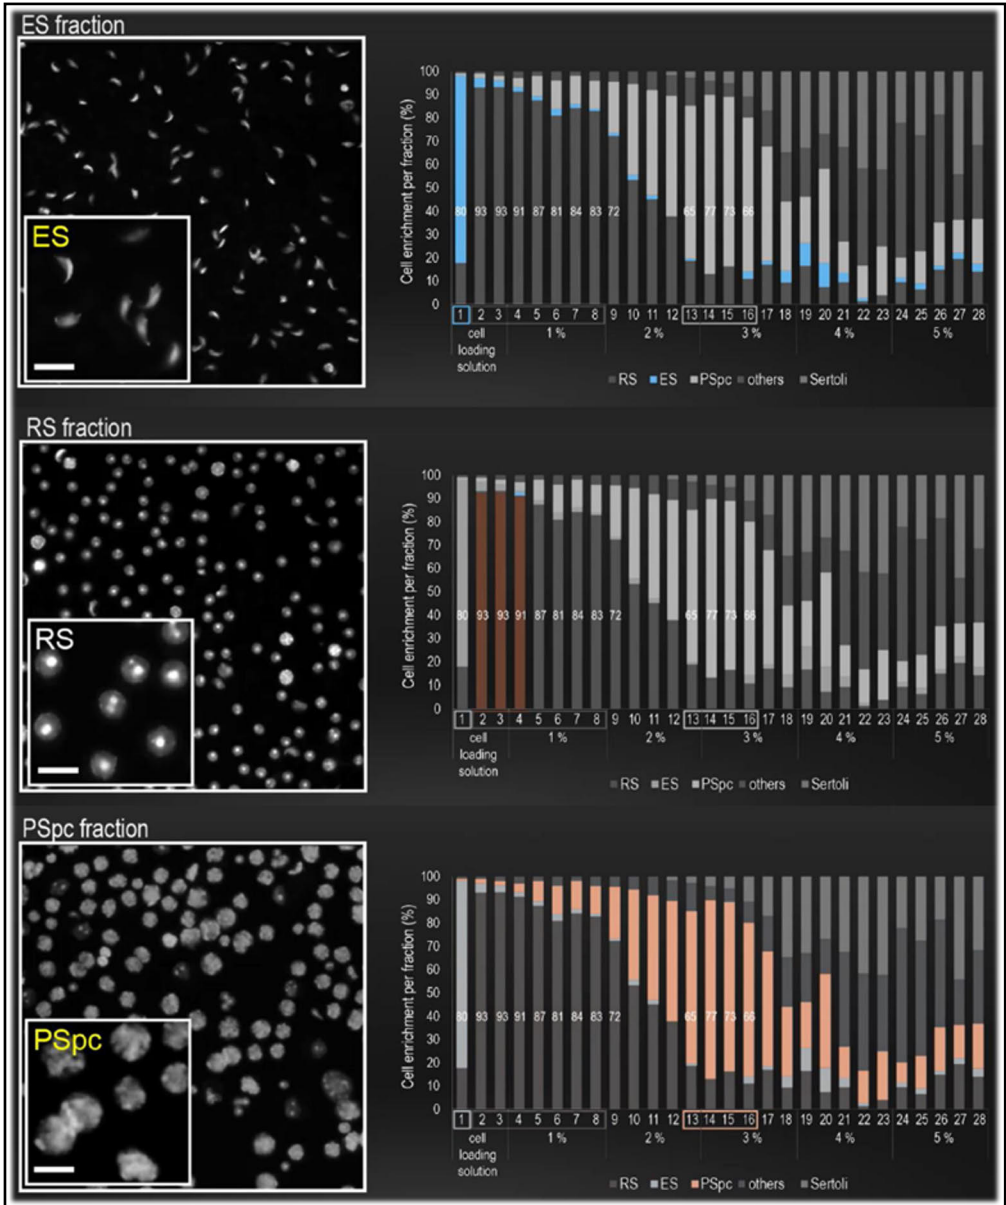 ES fraction
ES
Cell enrichment per fraction (%)
100
90
80
70
60
50
40
30
20
10
0
80 93 93 91 87 81 84 83 72 65 77 73 66
1 2 3 4 5 6 7 8 9 10 11 12 13 14 15 16 17 18 19 20 21 22 23 24 25 26 27 28
cell loading solution 1 % 2 % 3 % 4 % 5 %
RS ES PSpc others Sertoli
RS fraction
RS
Cell enrichment per fraction (%)
100
90
80
70
60
50
40
30
20
10
0
80 93 93 91 87 81 84 83 72 65 77 73 66
1 2 3 4 5 6 7 8 9 10 11 12 13 14 15 16 17 18 19 20 21 22 23 24 25 26 27 28
cell loading solution 1 % 2 % 3 % 4 % 5 %
RS ES PSpc others Sertoli
PSpc fraction
PSpc
Cell enrichment per fraction (%)
100
90
80
70
60
50
40
30
20
10
0
80 93 93 91 87 81 84 83 72 65 77 73 66
1 2 3 4 5 6 7 8 9 10 11 12 13 14 15 16 17 18 19 20 21 22 23 24 25 26 27 28
cell loading solution 1 % 2 % 3 % 4 % 5 %
RS ES PSpc others Sertoli